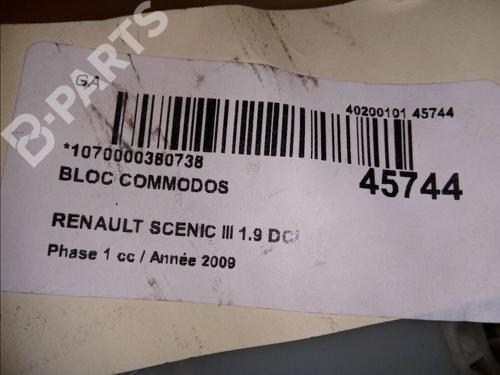 B-PARTS
GA
40200101 45744
*1070000380738
BLOC COMMODOS
45744
RENAULT SCENIC III 1.9 DCI
Phase 1 cc / Année 2009